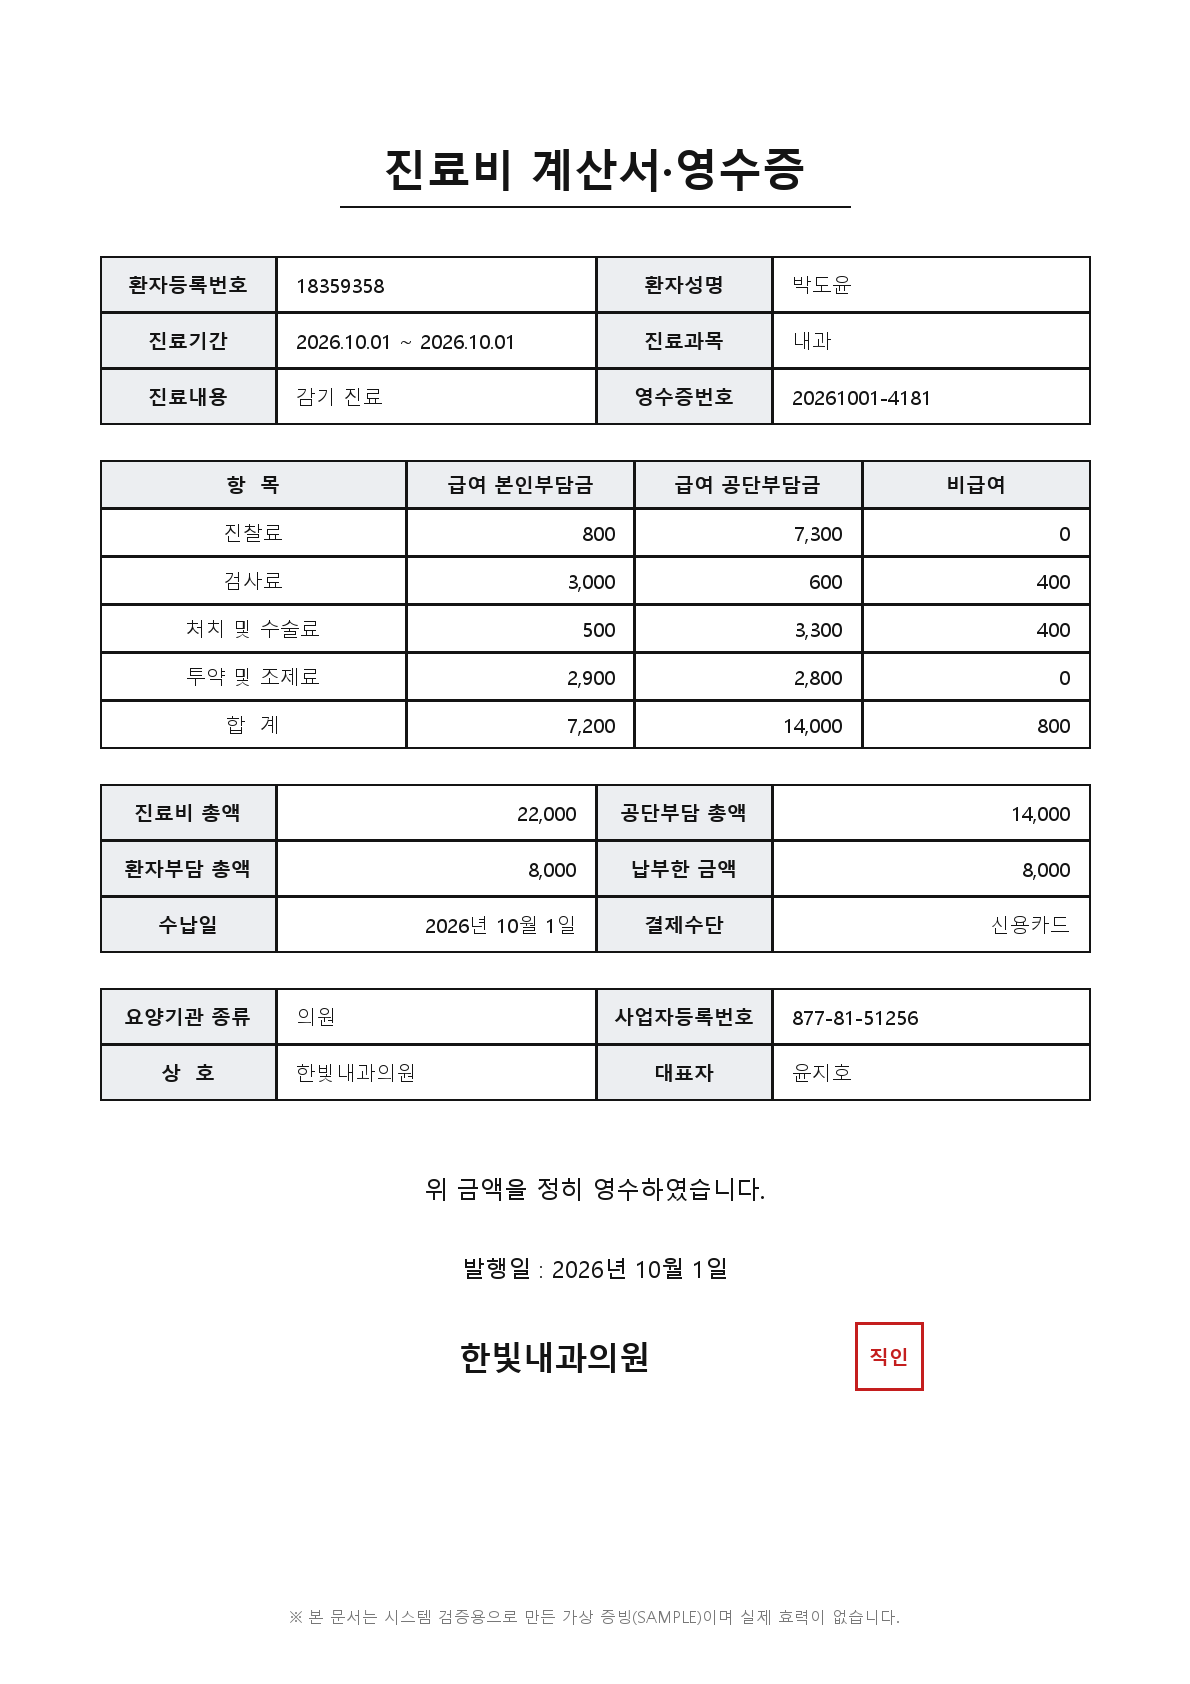 진료비 계산서·영수증
환자등록번호 18359358 환자성명 박도윤
진료기간 2026.10.01 ~ 2026.10.01 진료과목 내과
진료내용 감기 진료 영수증번호 20261001-4181
항 목 급여 본인부담금 급여 공단부담금 비급여
진찰료 800 7,300 0
검사료 3,000 600 400
처치 및 수술료 500 3,300 400
투약 및 조제료 2,900 2,800 0
합 계 7,200 14,000 800
진료비 총액 22,000 공단부담 총액 14,000
환자부담 총액 8,000 납부한 금액 8,000
수납일 2026년 10월 1일 결제수단 신용카드
요양기관 종류 의원 사업자등록번호 877-81-51256
상 호 한빛내과의원 대표자 윤지호
위 금액을 정히 영수하였습니다.
발행일 : 2026년 10월 1일
한빛내과의원 직인
※ 본 문서는 시스템 검증용으로 만든 가상 증빙(SAMPLE)이며 실제 효력이 없습니다.